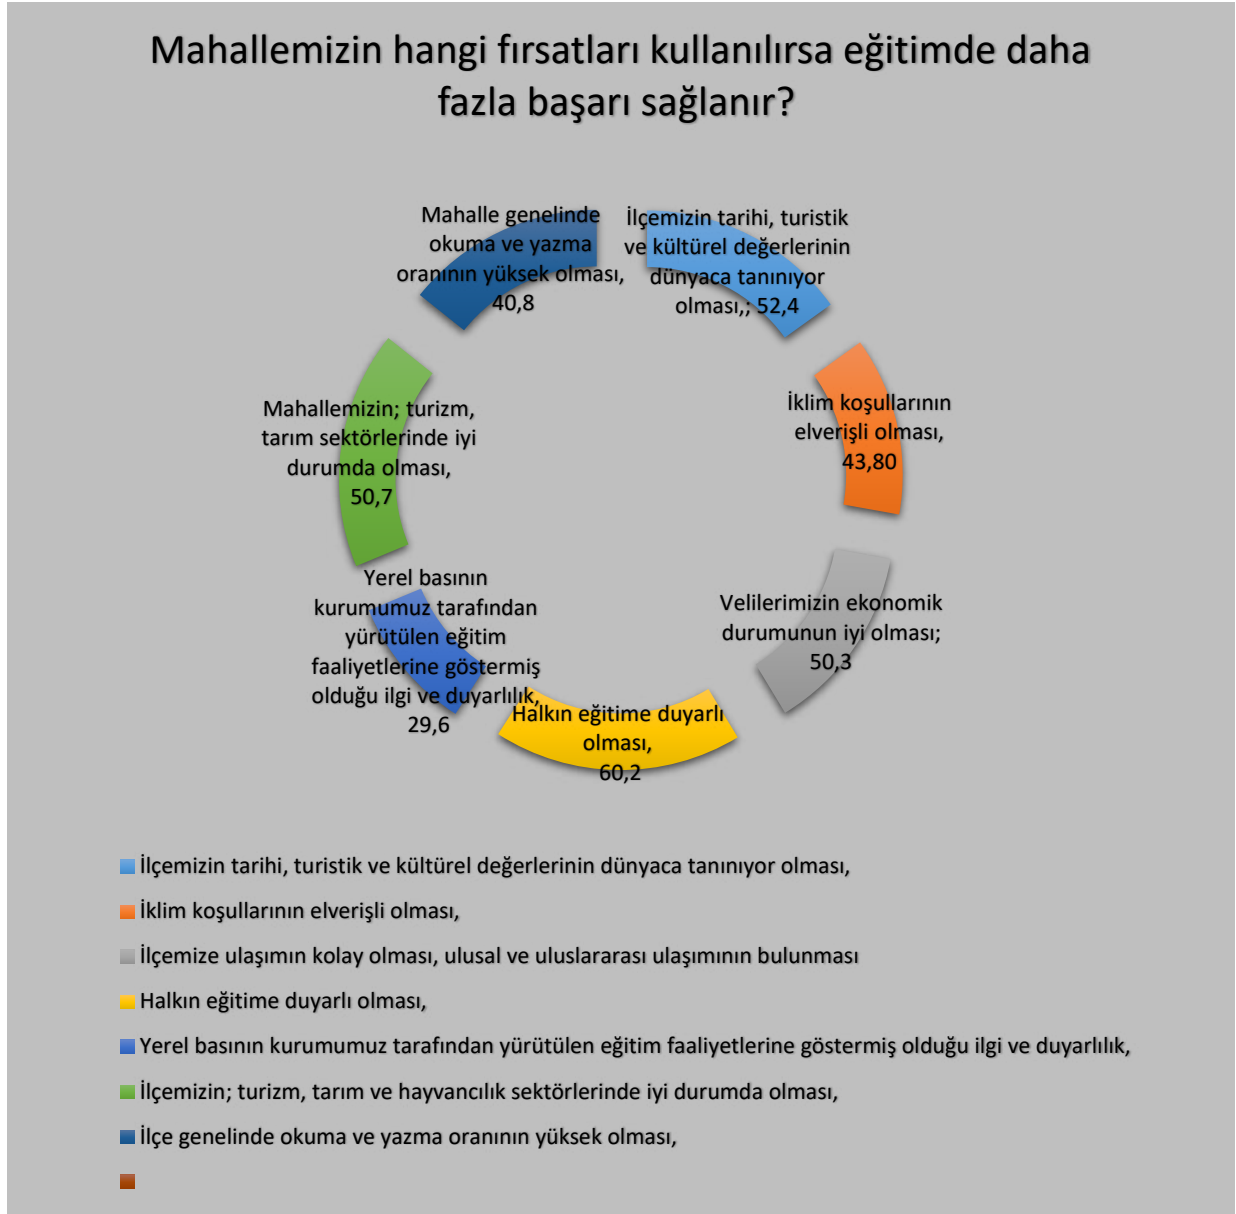 Mahallemizin hangi fırsatları kullanılırsa eğitimde daha
fazla başarı sağlanır?
Mahalle genelinde
okuma ve yazma
oranının yüksek olması,
40,8
İlçemizin tarihi, turistik
ve kültürel değerlerinin
dünyaca tanınıyor
olması,; 52,4
İklim koşullarının
elverişli olması,
43,80
Mahallemizin; turizm,
tarım sektörlerinde iyi
durumda olması,
50,7
Velilerimizin ekonomik
durumunun iyi olması;
50,3
Yerel basının
kurumumuz tarafından
yürütülen eğitim
faaliyetlerine göstermiş
olduğu ilgi ve duyarlılık,
29,6
Halkın eğitime duyarlı
olması,
60,2
İlçemizin tarihi, turistik ve kültürel değerlerinin dünyaca tanınıyor olması,
İklim koşullarının elverişli olması,
İlçemize ulaşımın kolay olması, ulusal ve uluslararası ulaşımının bulunması
Halkın eğitime duyarlı olması,
Yerel basının kurumumuz tarafından yürütülen eğitim faaliyetlerine göstermiş olduğu ilgi ve duyarlılık,
İlçemizin; turizm, tarım ve hayvancılık sektörlerinde iyi durumda olması,
İlçe genelinde okuma ve yazma oranının yüksek olması,